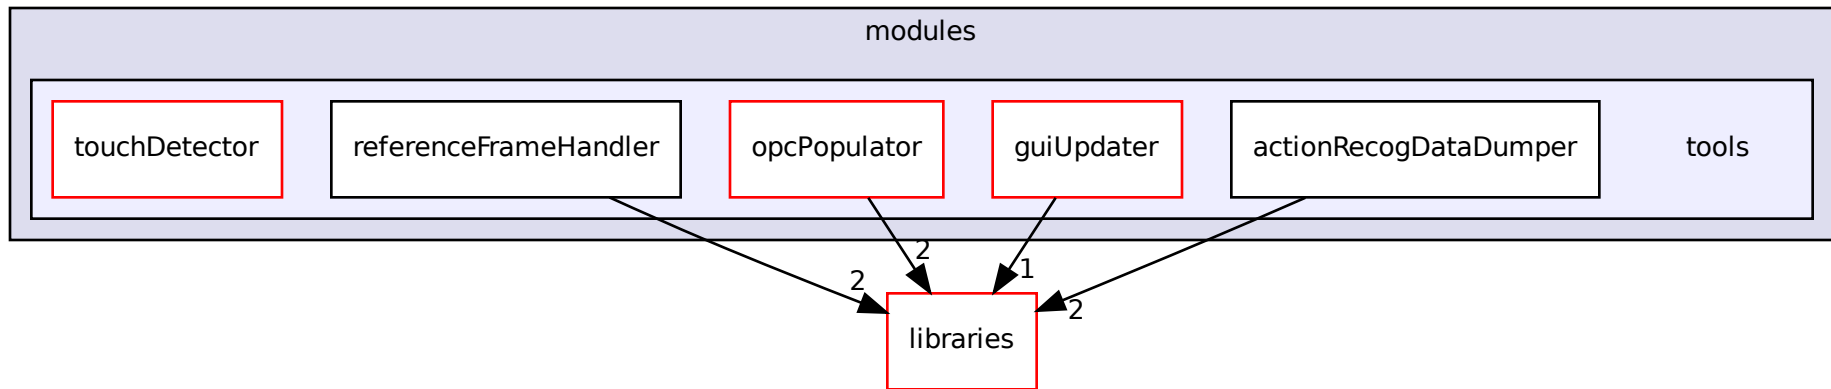 modules
touchDetector
referenceFrameHandler
opcPopulator
guiUpdater
actionRecogDataDumper
tools
2
2
1
2
libraries